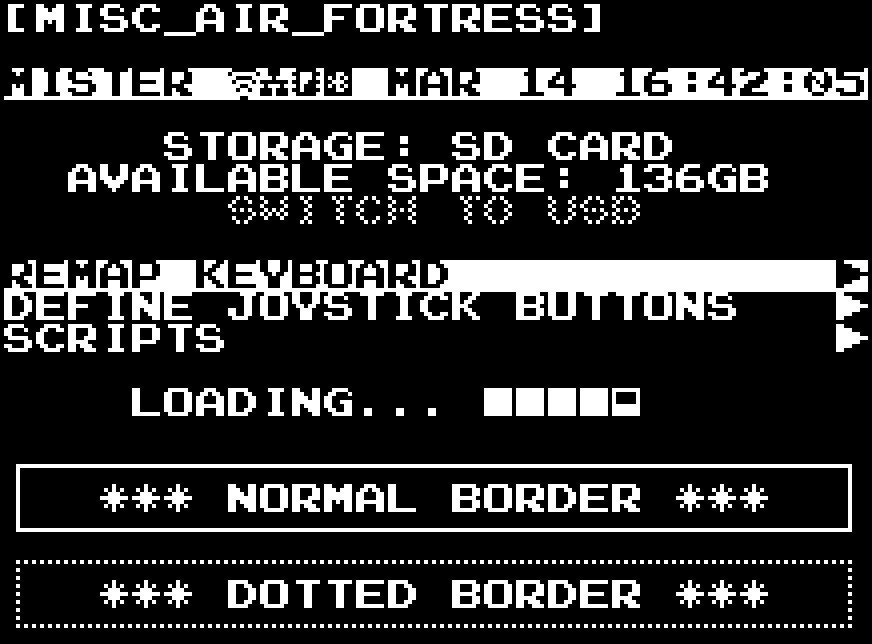 [MISC_AIR_FORTRESS]
MISTER MAR 14 16:42:05
STORAGE: SD CARD
AVAILABLE SPACE: 136GB
SWITCH TO USB
REMAP KEYBOARD
DEFINE JOYSTICK BUTTONS
SCRIPTS
LOADING...
*** NORMAL BORDER ***
*** DOTTED BORDER ***